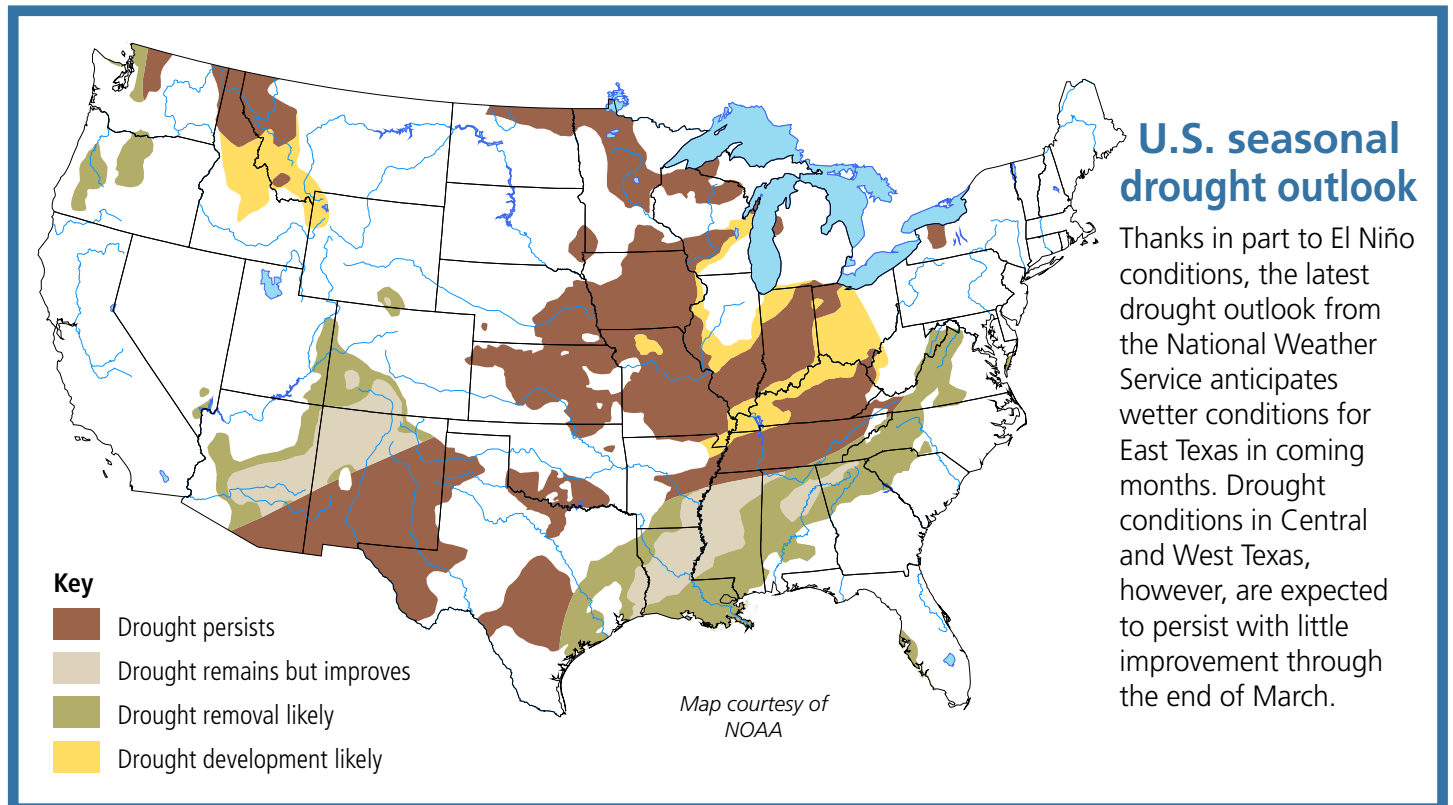 U.S. seasonal
drought outlook
Thanks in part to El Niño
conditions, the latest
drought outlook from
the National Weather
Service anticipates
wetter conditions for
East Texas in coming
months. Drought
conditions in Central
and West Texas,
however, are expected
to persist with little
improvement through
the end of March.
Key
Drought persists
Drought remains but improves
Drought removal likely
Drought development likely
Map courtesy of
NOAA